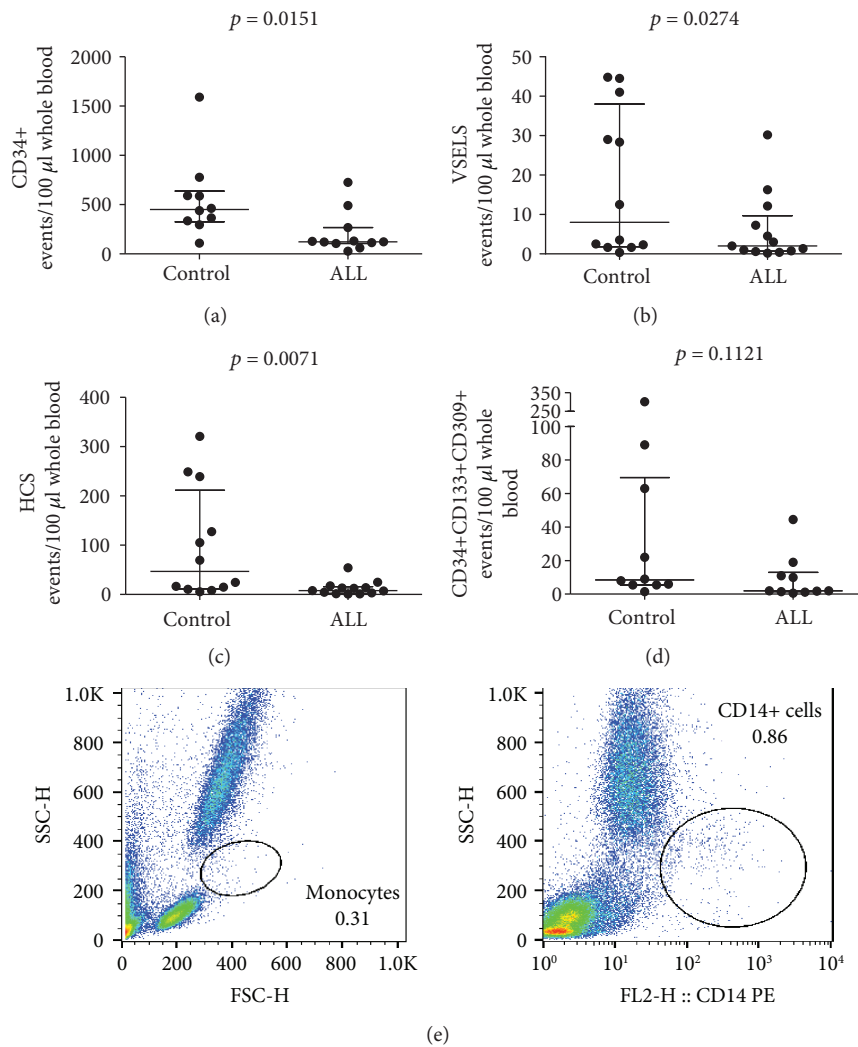 p = 0.0151
2000
1500
1000
500
0
CD34+
events/100 μl whole blood
Control
ALL
(a)
p = 0.0274
50
40
30
20
10
0
VSELS
events/100 μl whole blood
Control
ALL
(b)
p = 0.0071
400
300
200
100
0
HCS
events/100 μl whole blood
Control
ALL
(c)
p = 0.1121
350
250
100
80
60
40
20
0
CD34+CD133+CD309+
events/100 μl whole
blood
Control
ALL
(d)
1.0K
800
600
400
200
0
SSC-H
Monocytes
0.31
0
200
400
600
800
1.0K
FSC-H
1.0K
800
600
400
200
0
SSC-H
CD14+ cells
0.86
10⁰
10¹
10²
10³
10⁴
FL2-H :: CD14 PE
(e)